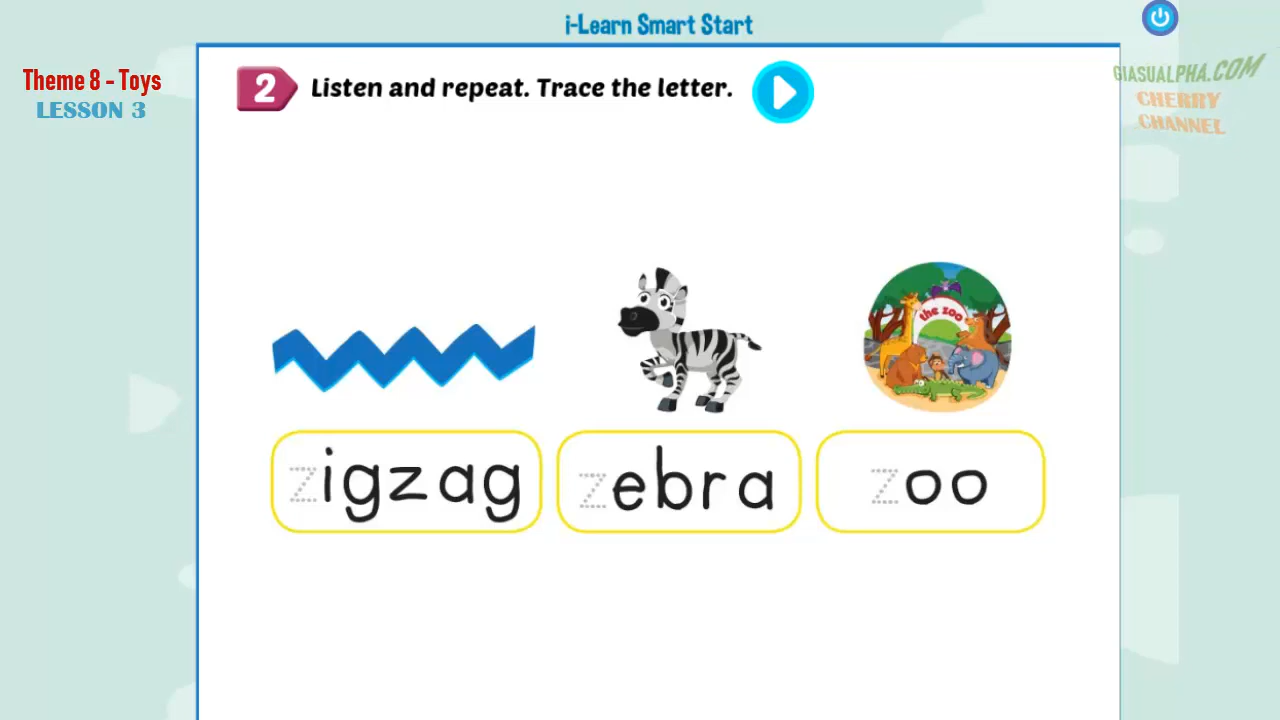 i-Learn Smart Start
Theme 8 - Toys
LESSON 3
2 Listen and repeat. Trace the letter.
GIASUALPHA.COM
CHERRY
CHANNEL
the zoo
zigzag zebra zoo